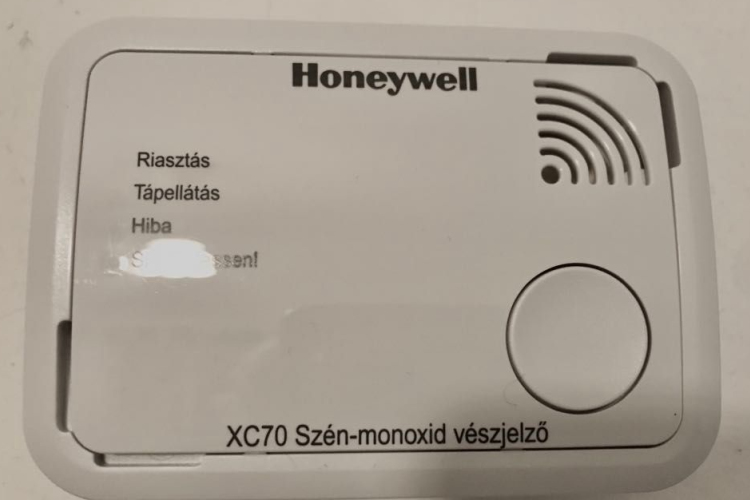 Honeywell
Riasztás
Tápellátás
Hiba
XC70 Szén-monoxid vészjelző